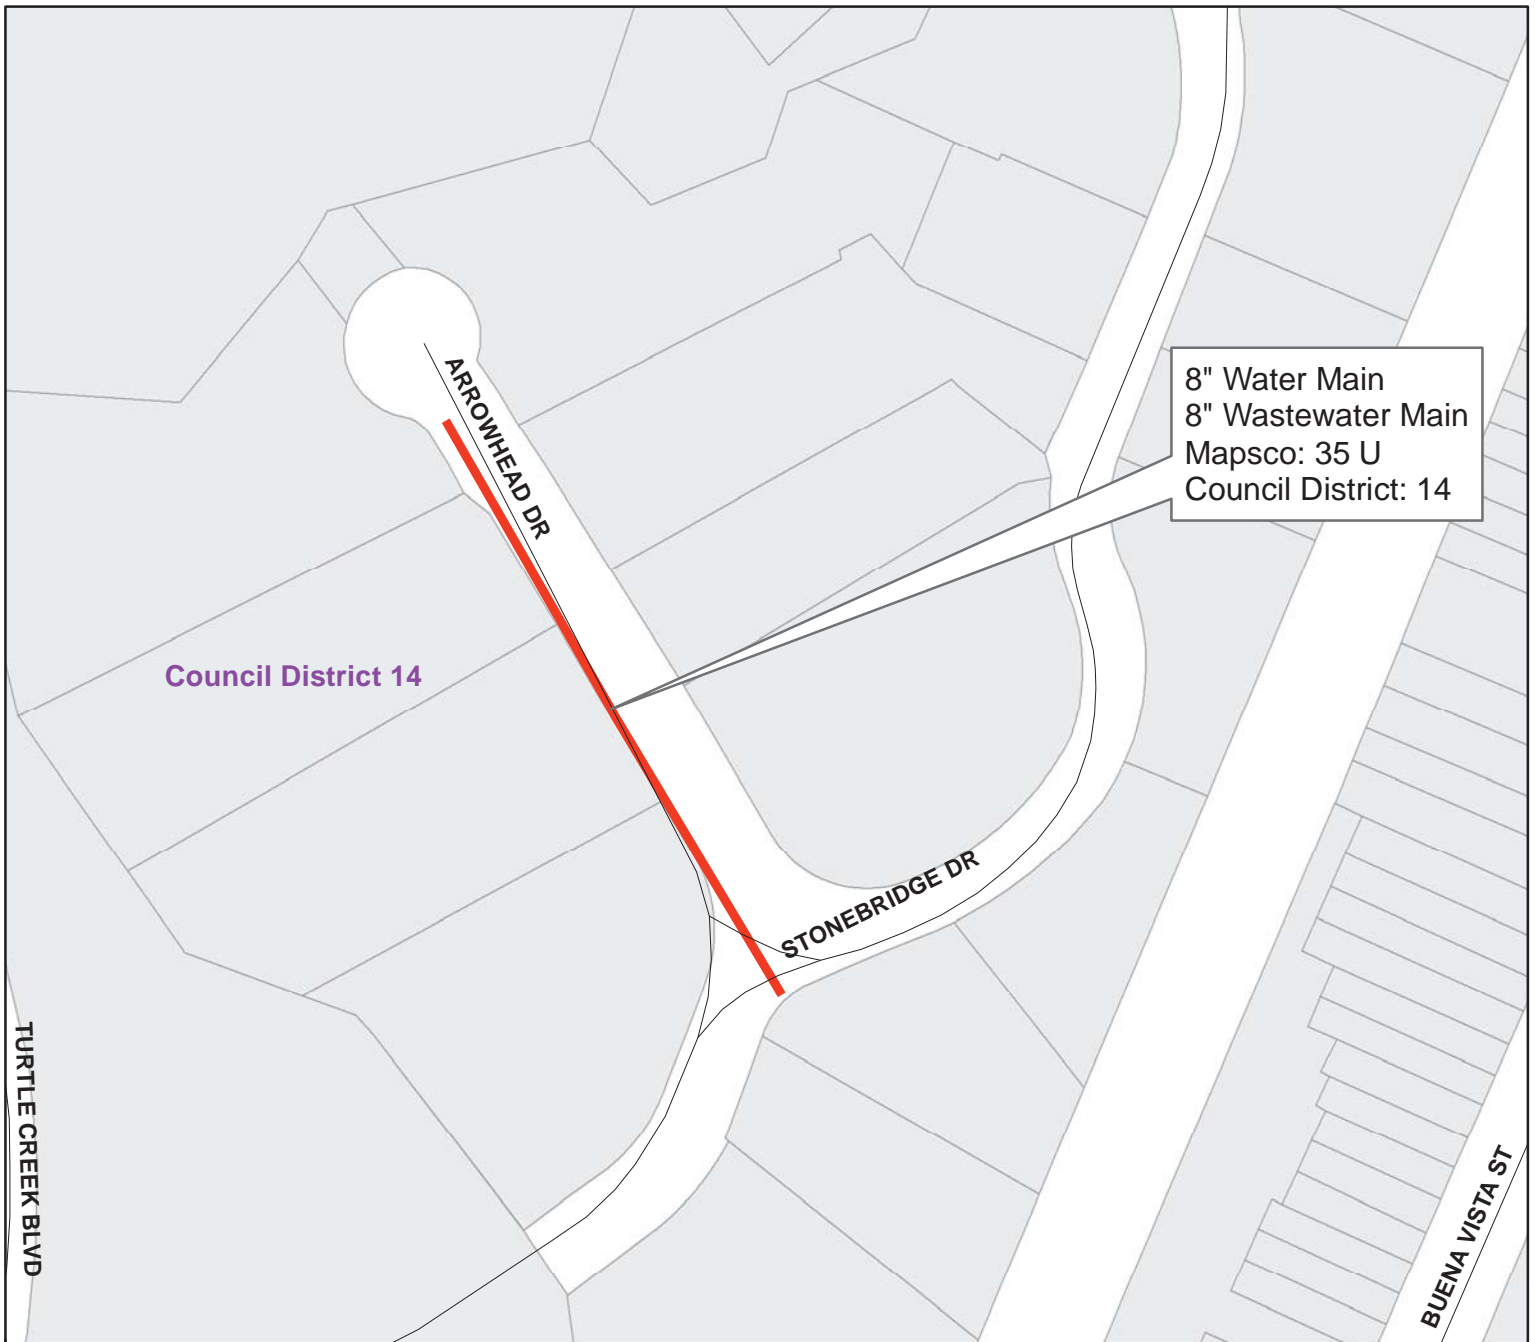 ARROWHEAD DR
8" Water Main
8" Wastewater Main
Mapsco: 35 U
Council District: 14
Council District 14
STONEBRIDGE DR
TURTLE CREEK BLVD
BUENA VISTA ST